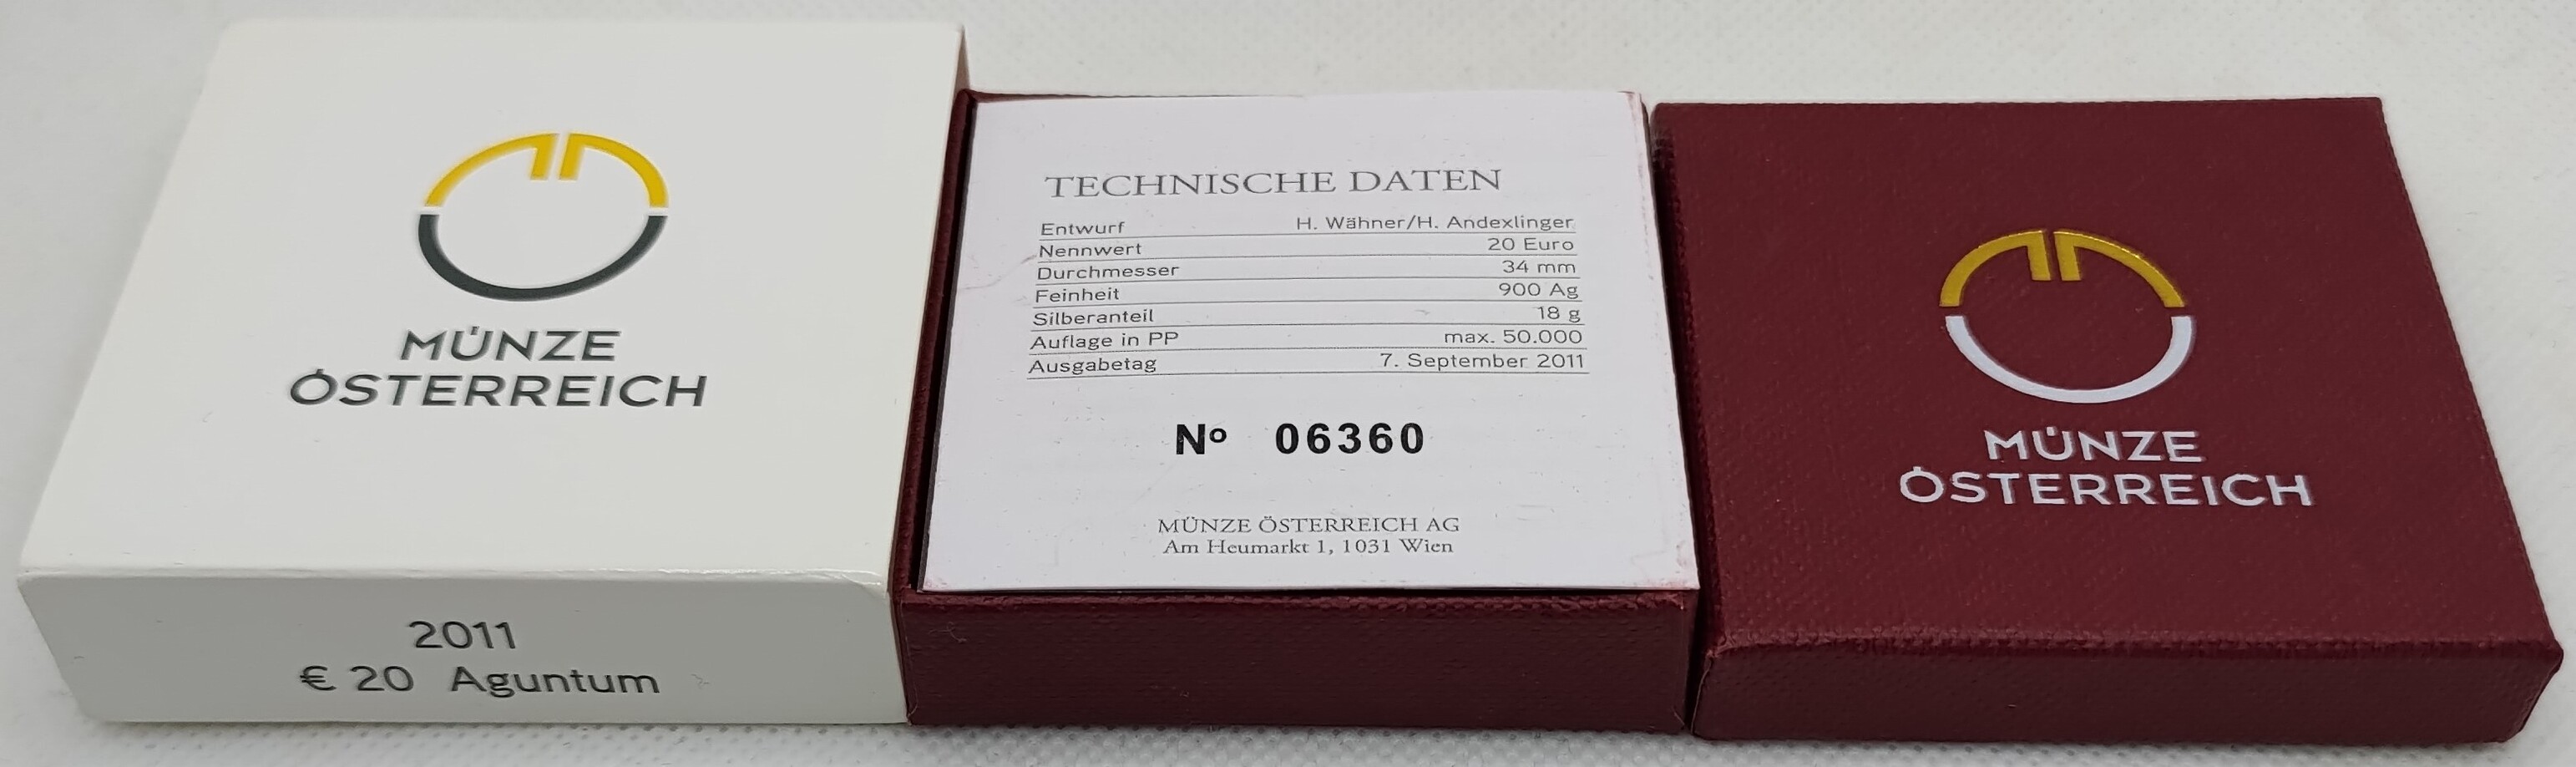 MÜNZE
ÖSTERREICH
2011
€ 20 Aguntum
TECHNISCHE DATEN
Entwurf H. Wähner/H. Andexlinger
Nennwert 20 Euro
Durchmesser 34 mm
Feinheit 900 Ag
Silberanteil 18 g
Auflage in PP max. 50.000
Ausgabetag 7. September 2011
Nº 06360
MÜNZE ÖSTERREICH AG
Am Heumarkt 1, 1031 Wien
MÜNZE
ÖSTERREICH